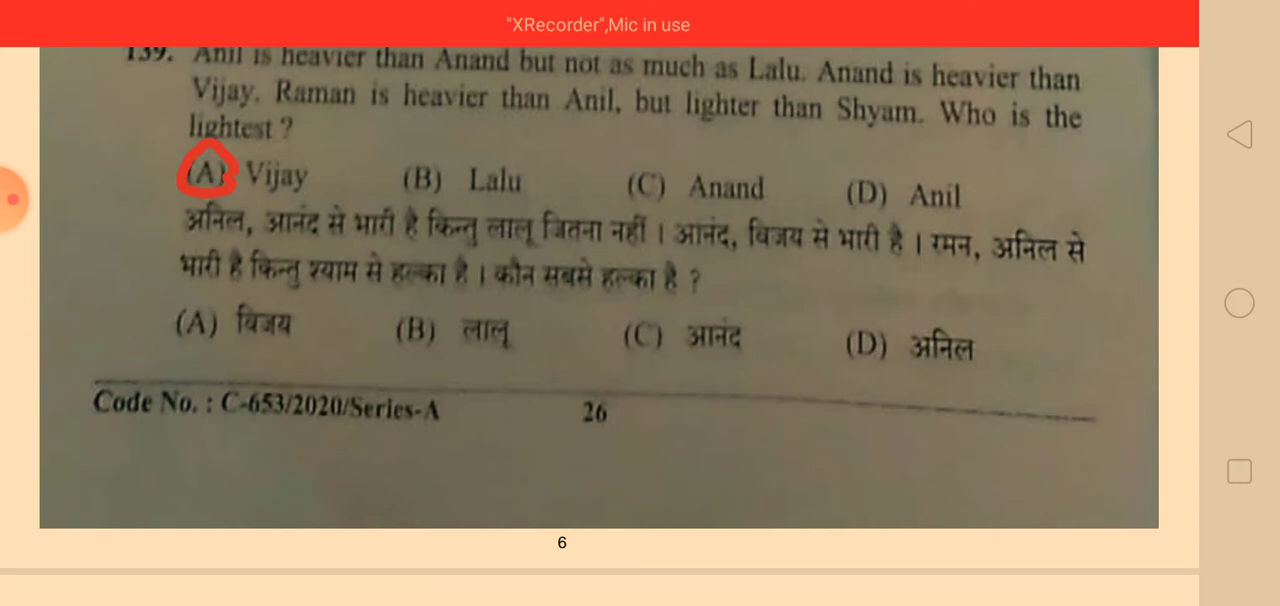 "XRecorder",Mic in use
139. Anil is heavier than Anand but not as much as Lalu. Anand is heavier than
Vijay. Raman is heavier than Anil, but lighter than Shyam. Who is the
lightest ?
(A) Vijay (B) Lalu (C) Anand (D) Anil
अनिल, आनंद से भारी है किन्तु लालू जितना नहीं । आनंद, विजय से भारी है । रमन, अनिल से
भारी है किन्तु श्याम से हल्का है । कौन सबसे हल्का है ?
(A) विजय (B) लालू (C) आनंद (D) अनिल
Code No. : C-653/2020/Series-A 26
6